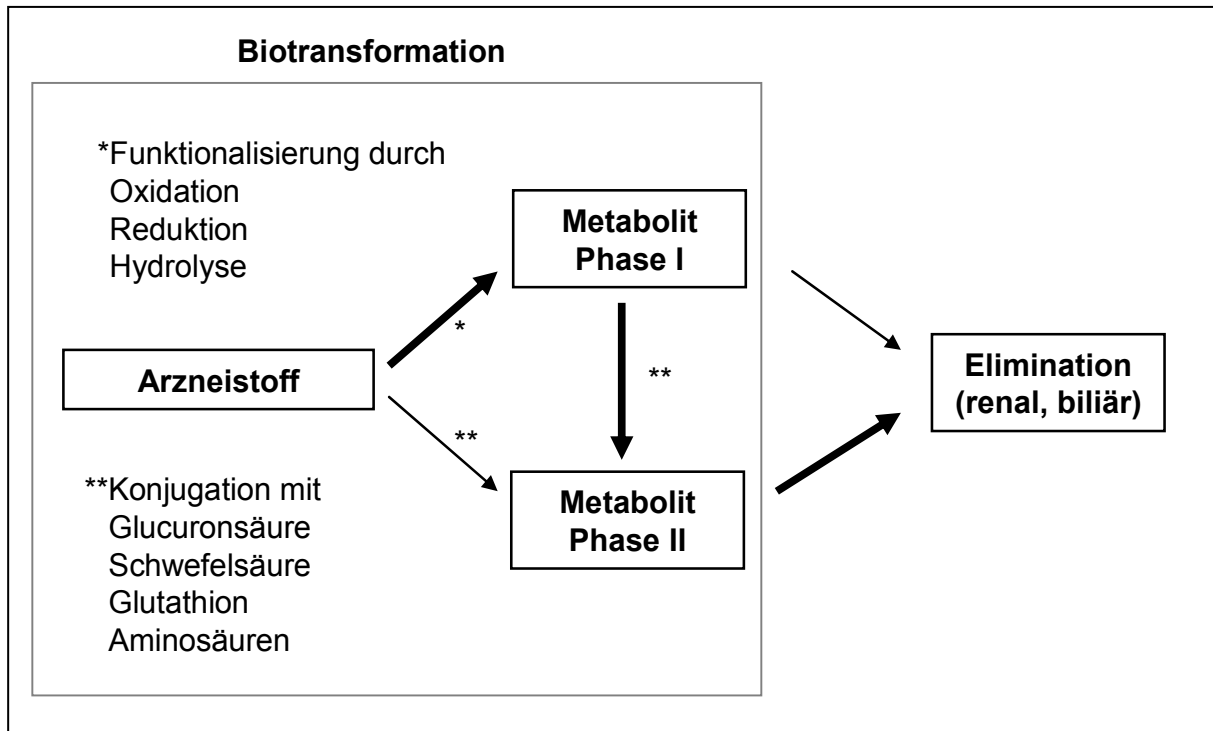 Biotransformation
*Funktionalisierung durch
Oxidation
Reduktion
Hydrolyse
Metabolit
Phase I
*
Arzneistoff
**
**
Elimination
(renal, biliär)
**Konjugation mit
Glucuronsäure
Schwefelsäure
Glutathion
Aminosäuren
Metabolit
Phase II